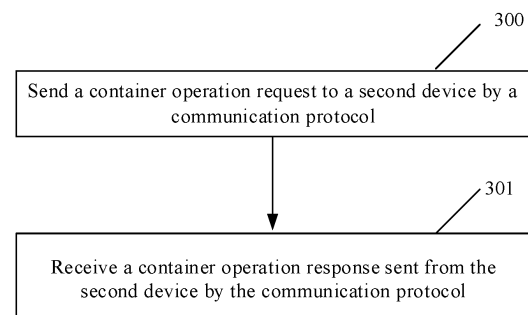 300
Send a container operation request to a second device by a
communication protocol
301
Receive a container operation response sent from the
second device by the communication protocol